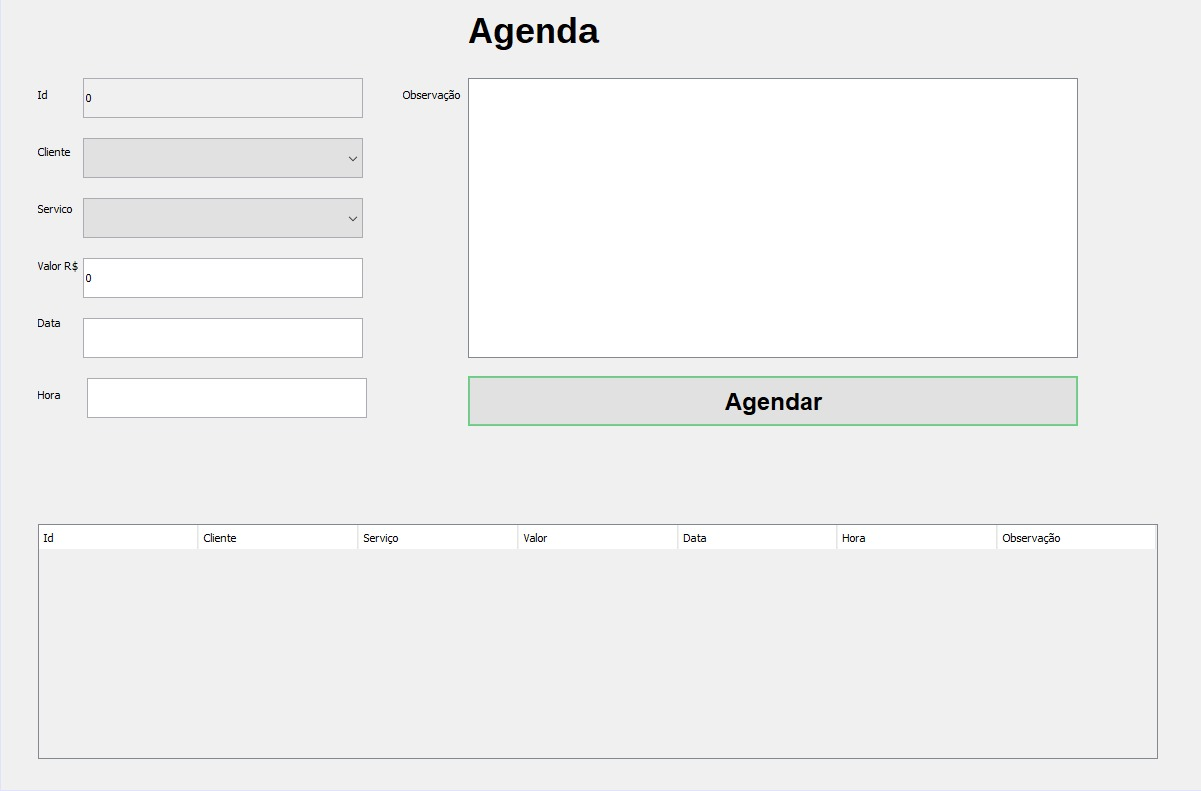 Agenda
Id
0
Cliente
Servico
Valor R$
0
Data
Hora
Observação
Agendar
Id Cliente Serviço Valor Data Hora Observação